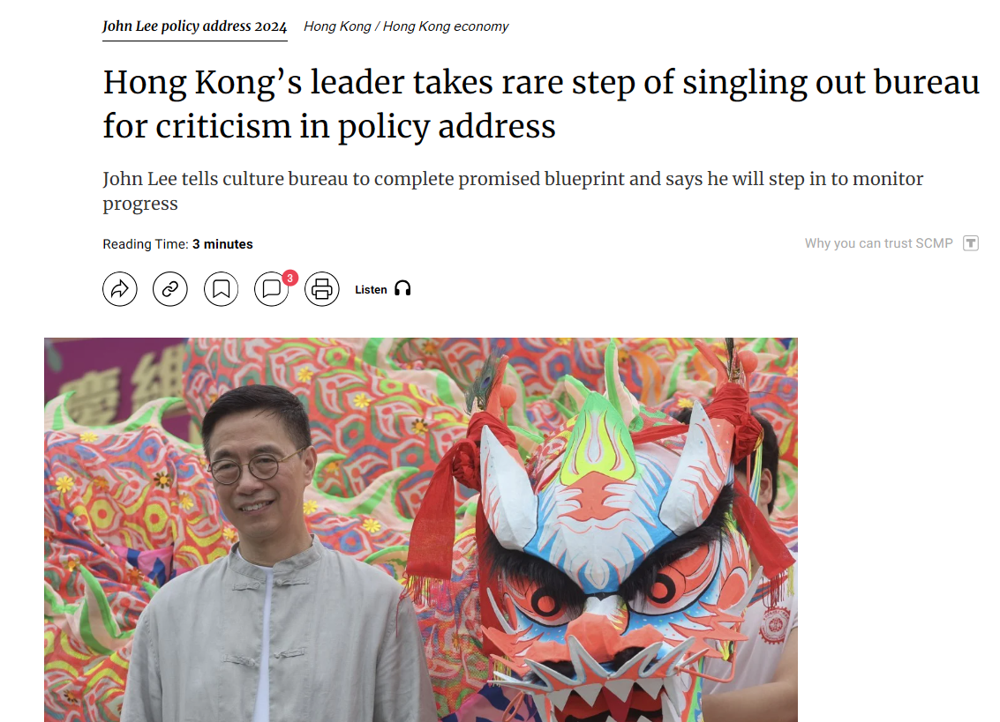 John Lee policy address 2024 Hong Kong / Hong Kong economy
Hong Kong’s leader takes rare step of singling out bureau
for criticism in policy address
John Lee tells culture bureau to complete promised blueprint and says he will step in to monitor
progress
Reading Time: 3 minutes
Why you can trust SCMP T
3
Listen
慶維